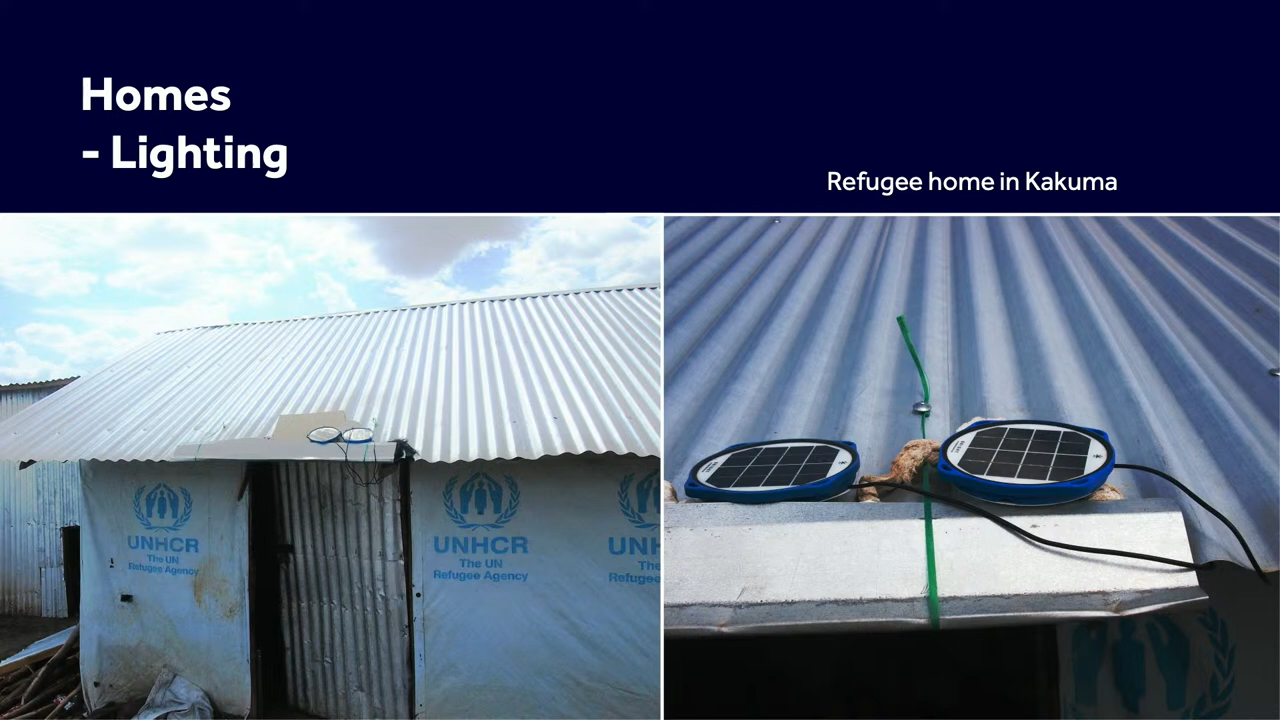 Homes
- Lighting
Refugee home in Kakuma
UNHCR
The UN
Refugee Agency
UNHCR
The UN
Refugee Agency
UNH
The
Refugee